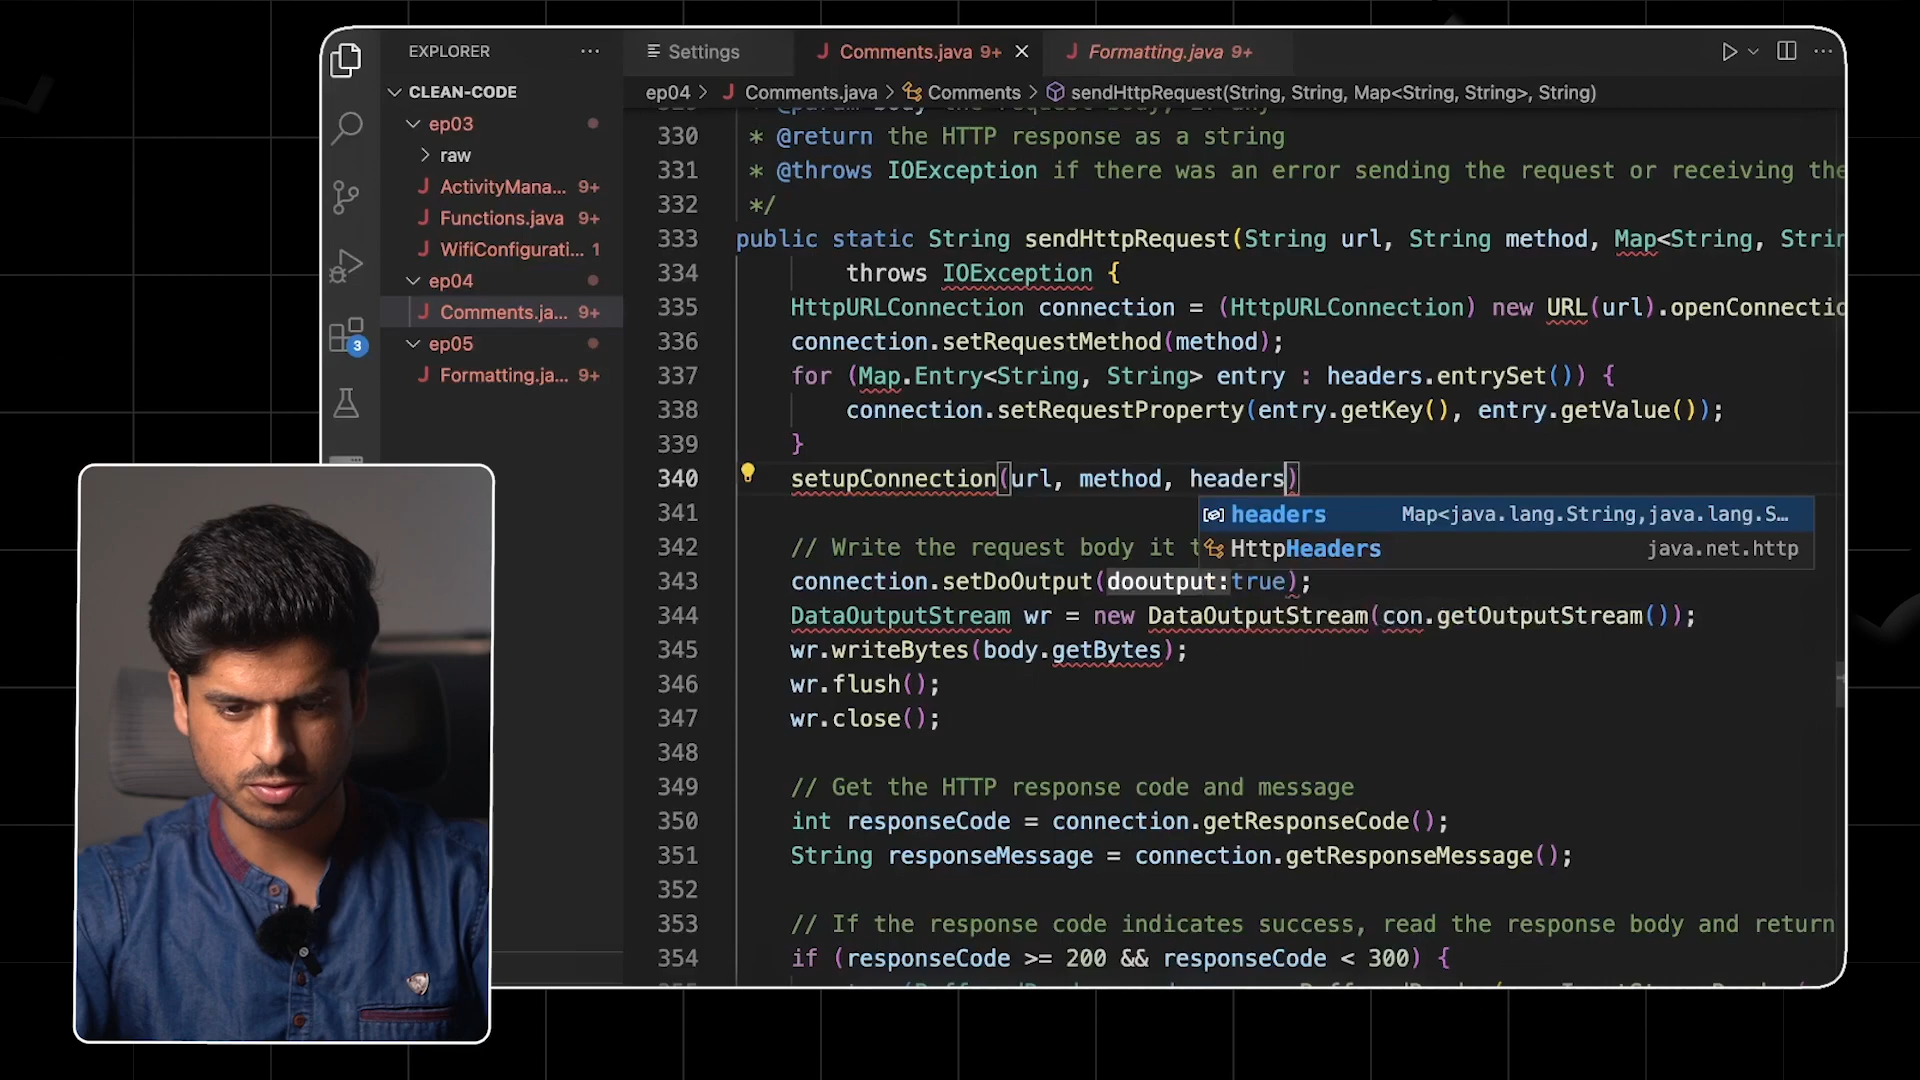 EXPLORER
Settings
Comments.java 9+
Formatting.java 9+
CLEAN-CODE
ep04 > Comments.java > Comments > sendHttpRequest(String, String, Map<String, String>, String)
ep03
raw
ActivityMana... 9+
Functions.java 9+
WifiConfigurati... 1
ep04
Comments.ja... 9+
ep05
Formatting.ja... 9+
3
330 * @return the HTTP response as a string
331 * @throws IOException if there was an error sending the request or receiving the
332 */
333 public static String sendHttpRequest(String url, String method, Map<String, Strin
334 throws IOException {
335 HttpURLConnection connection = (HttpURLConnection) new URL(url).openConnectio
336 connection.setRequestMethod(method);
337 for (Map.Entry<String, String> entry : headers.entrySet()) {
338 connection.setRequestProperty(entry.getKey(), entry.getValue());
339 }
340 setupConnection(url, method, headers)
341
headers Map<java.lang.String,java.lang.S...
342 // Write the request body it t
HttpHeaders java.net.http
343 connection.setDoOutput(dooutput:true);
344 DataOutputStream wr = new DataOutputStream(con.getOutputStream());
345 wr.writeBytes(body.getBytes);
346 wr.flush();
347 wr.close();
348
349 // Get the HTTP response code and message
350 int responseCode = connection.getResponseCode();
351 String responseMessage = connection.getResponseMessage();
352
353 // If the response code indicates success, read the response body and return
354 if (responseCode >= 200 && responseCode < 300) {